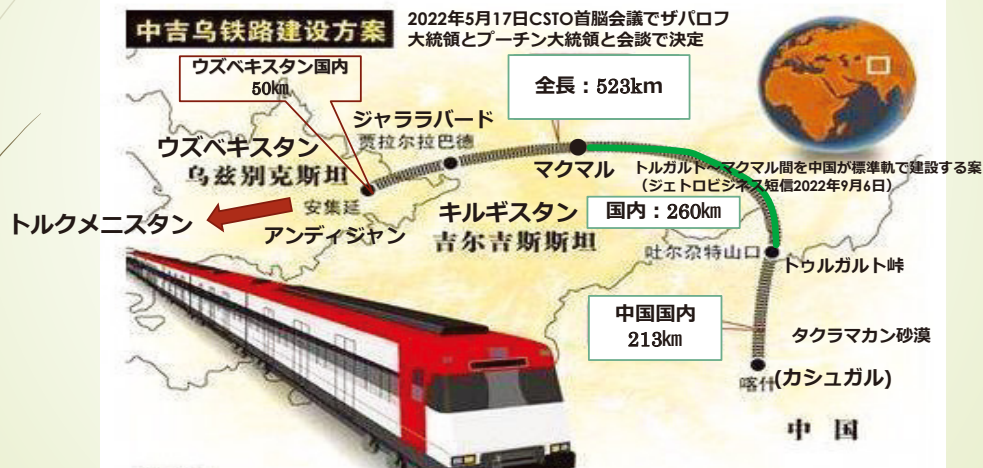 中吉乌铁路建设方案
2022年5月17日CSTO首脳会議でザパロフ
大統領とプーチン大統領と会談で決定
ウズベキスタン国内
50㎞
全長：523km
ジャララバード
贾拉尔拉巴德
ウズベキスタン
乌兹别克斯坦
マクマル
トルガルト～マクマル間を中国が標準軌で建設する案
（ジェトロビジネス短信2022年9月6日）
安集延
トルクメニスタン
アンディジャン
キルギスタン
国内：260㎞
吉尔吉斯斯坦
吐尔尕特山口
トゥルガルト峠
中国国内
213㎞
タクラマカン砂漠
喀什
(カシュガル)
中 国